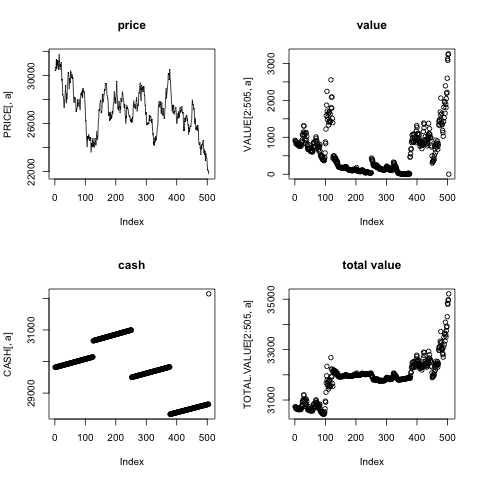 price
PRICE[, a]
22000 26000 30000
0 100 200 300 400 500
Index
value
VALUE[2:505, a]
0 1000 2000 3000
0 100 200 300 400 500
Index
cash
CASH[, a]
29000 31000
0 100 200 300 400 500
Index
total value
TOTAL.VALUE[2:505, a]
31000 33000 35000
0 100 200 300 400 500
Index